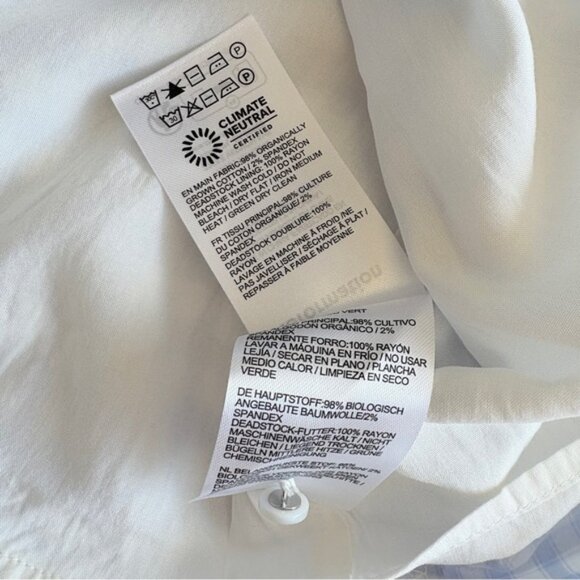 CLIMATE
NEUTRAL
CERTIFIED
EN MAIN FABRIC:98% ORGANICALLY
GROWN COTTON / 2% SPANDEX
DEADSTOCK LINING: 100% RAYON
MACHINE WASH COLD / DO NOT
BLEACH / DRY FLAT / IRON MEDIUM
HEAT / GREEN DRY CLEAN
FR TISSU PRINCIPAL:98% CULTURE
DU COTON ORGANIQUE/ 2%
SPANDEX
DEADSTOCK DOUBLURE:100%
RAYON
LAVAGE EN MACHINE À FROID /NE
PAS JAVELLISER / SÉCHAGE À PLAT /
REPASSER À FAIBLE MOYENNE
VERT
PRINCIPAL:98% CULTIVO
ALGODÓN ORGÁNICO / 2%
SPANDEX
REMANENTE FORRO:100% RAYÓN
LAVAR A MÁQUINA EN FRÍO / NO USAR
LEJÍA / SECAR EN PLANO / PLANCHA
MEDIO CALOR / LIMPIEZA EN SECO
VERDE
DE HAUPTSTOFF:98% BIOLOGISCH
ANGEBAUTE BAUMWOLLE/2%
SPANDEX
DEADSTOCK-FUTTER:100% RAYON
MASCHINENWÄSCHE KALT / NICHT
BLEICHEN / LIEGEND TROCKNEN /
BÜGELN MITTLERE HITZE / GRÜNE
NL